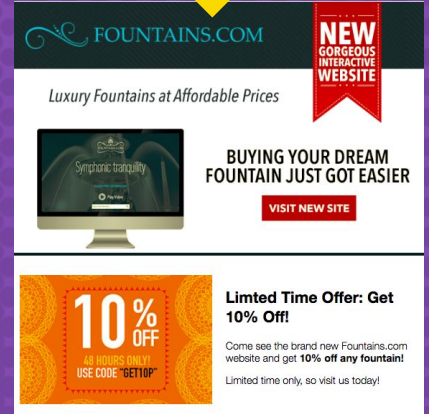 FOUNTAINS.COM
NEW
GORGEOUS
INTERACTIVE
WEBSITE
Luxury Fountains at Affordable Prices
Symphonic tranquility
Play Video
BUYING YOUR DREAM
FOUNTAIN JUST GOT EASIER
VISIT NEW SITE
10% OFF
48 HOURS ONLY!
USE CODE "GET10P"
Limted Time Offer: Get
10% Off!
Come see the brand new Fountains.com
website and get 10% off any fountain!
Limited time only, so visit us today!